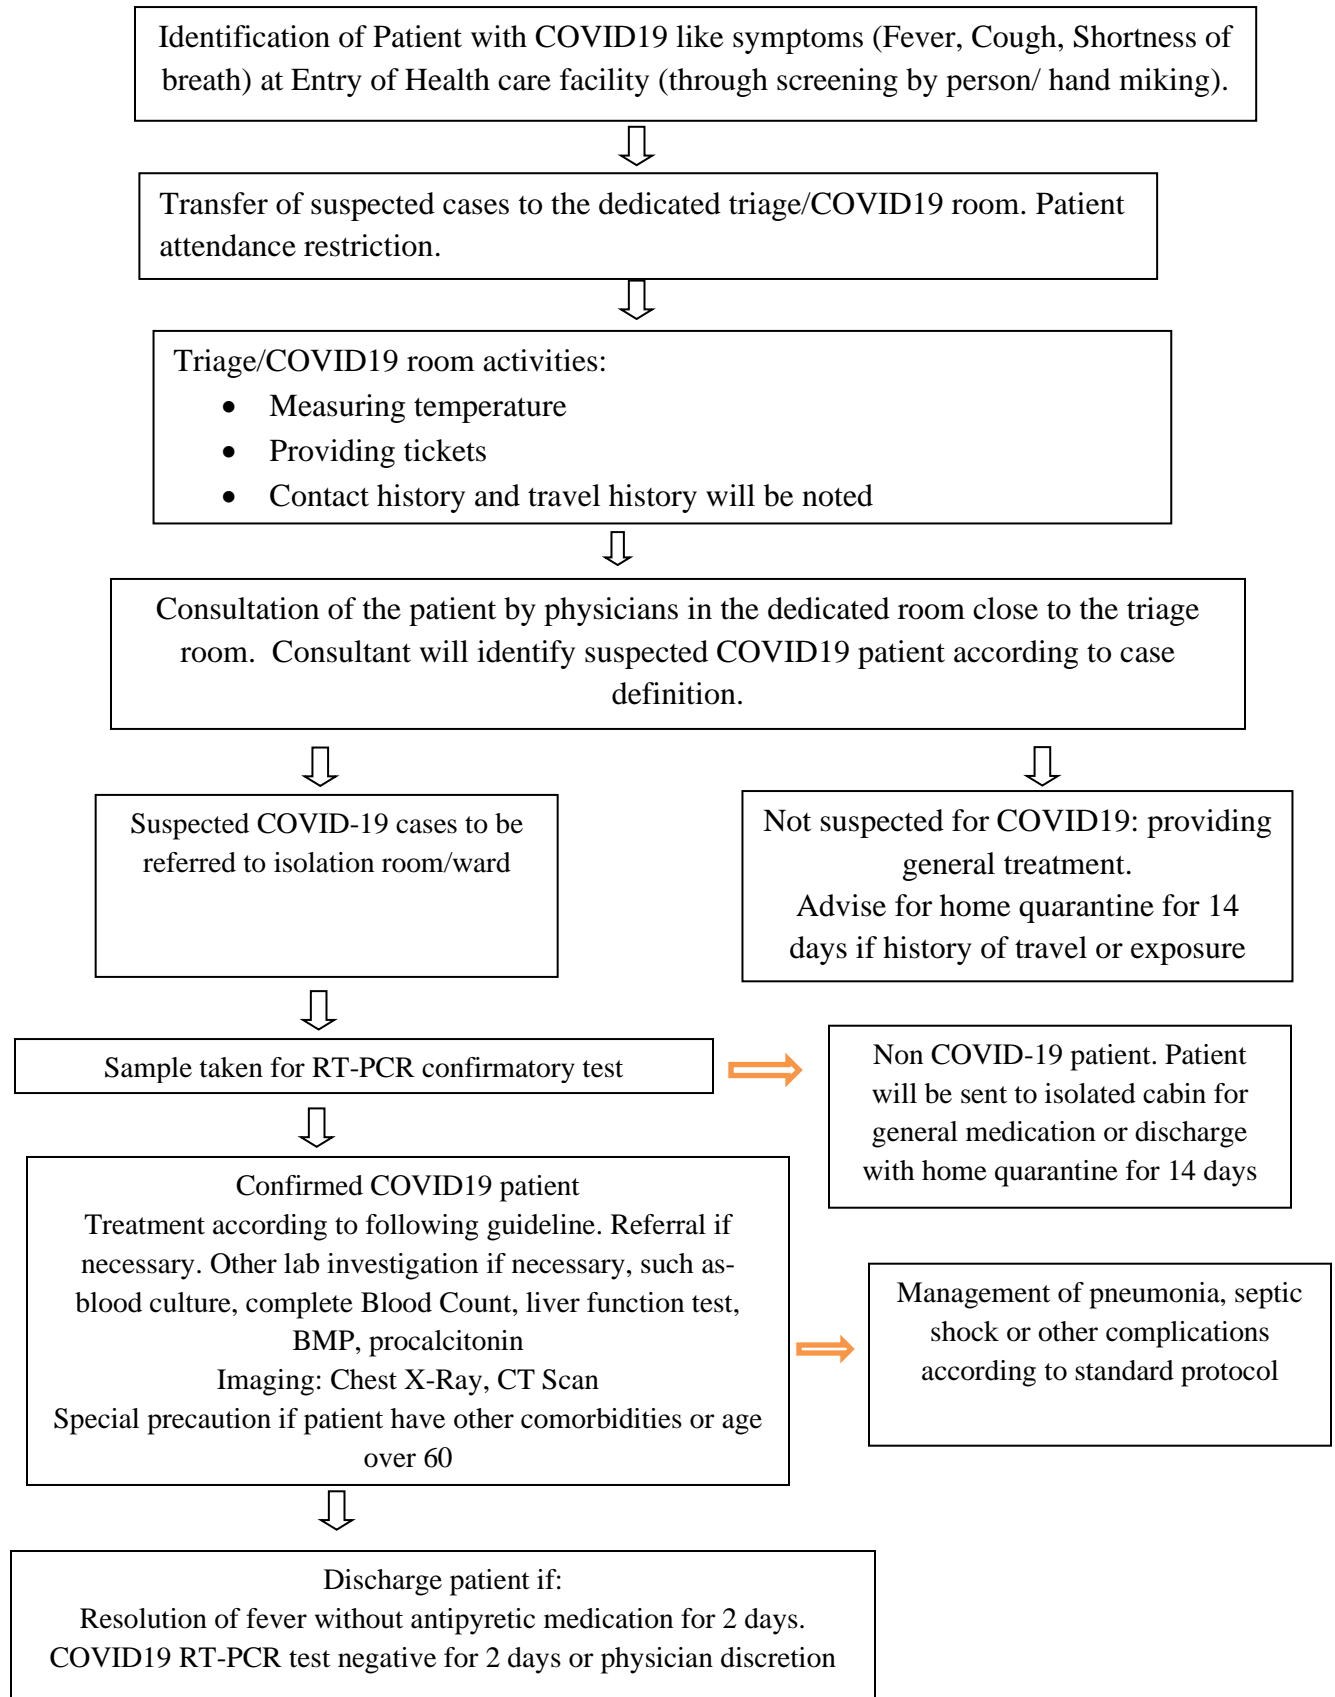 Identification of Patient with COVID19 like symptoms (Fever, Cough, Shortness of
breath) at Entry of Health care facility (through screening by person/ hand miking).
Transfer of suspected cases to the dedicated triage/COVID19 room. Patient
attendance restriction.
Triage/COVID19 room activities:
• Measuring temperature
• Providing tickets
• Contact history and travel history will be noted
Consultation of the patient by physicians in the dedicated room close to the triage
room. Consultant will identify suspected COVID19 patient according to case
definition.
Suspected COVID-19 cases to be
referred to isolation room/ward
Not suspected for COVID19: providing
general treatment.
Advise for home quarantine for 14
days if history of travel or exposure
Sample taken for RT-PCR confirmatory test
Non COVID-19 patient. Patient
will be sent to isolated cabin for
general medication or discharge
with home quarantine for 14 days
Confirmed COVID19 patient
Treatment according to following guideline. Referral if
necessary. Other lab investigation if necessary, such as-
blood culture, complete Blood Count, liver function test,
BMP, procalcitonin
Imaging: Chest X-Ray, CT Scan
Special precaution if patient have other comorbidities or age
over 60
Management of pneumonia, septic
shock or other complications
according to standard protocol
Discharge patient if:
Resolution of fever without antipyretic medication for 2 days.
COVID19 RT-PCR test negative for 2 days or physician discretion